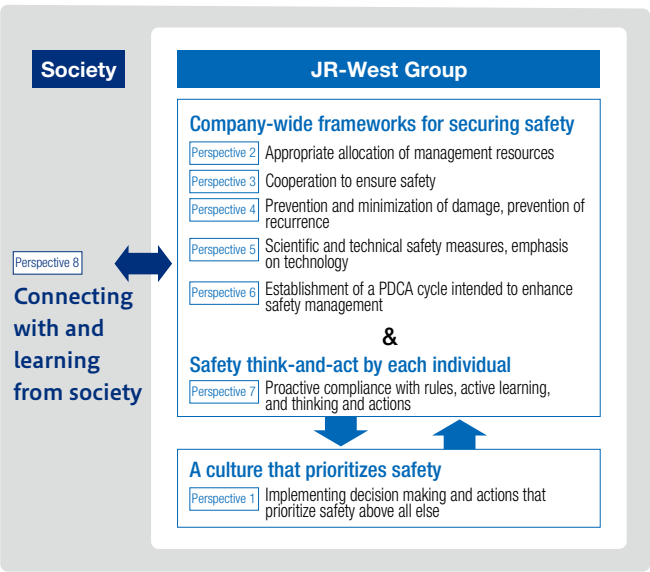 Society
JR-West Group
Company-wide frameworks for securing safety
Perspective 2 Appropriate allocation of management resources
Perspective 3 Cooperation to ensure safety
Perspective 4 Prevention and minimization of damage, prevention of
recurrence
Perspective 5 Scientific and technical safety measures, emphasis
on technology
Perspective 6 Establishment of a PDCA cycle intended to enhance
safety management
&
Safety think-and-act by each individual
Perspective 7 Proactive compliance with rules, active learning,
and thinking and actions
Perspective 8
Connecting
with and
learning
from society
A culture that prioritizes safety
Perspective 1 Implementing decision making and actions that
prioritize safety above all else